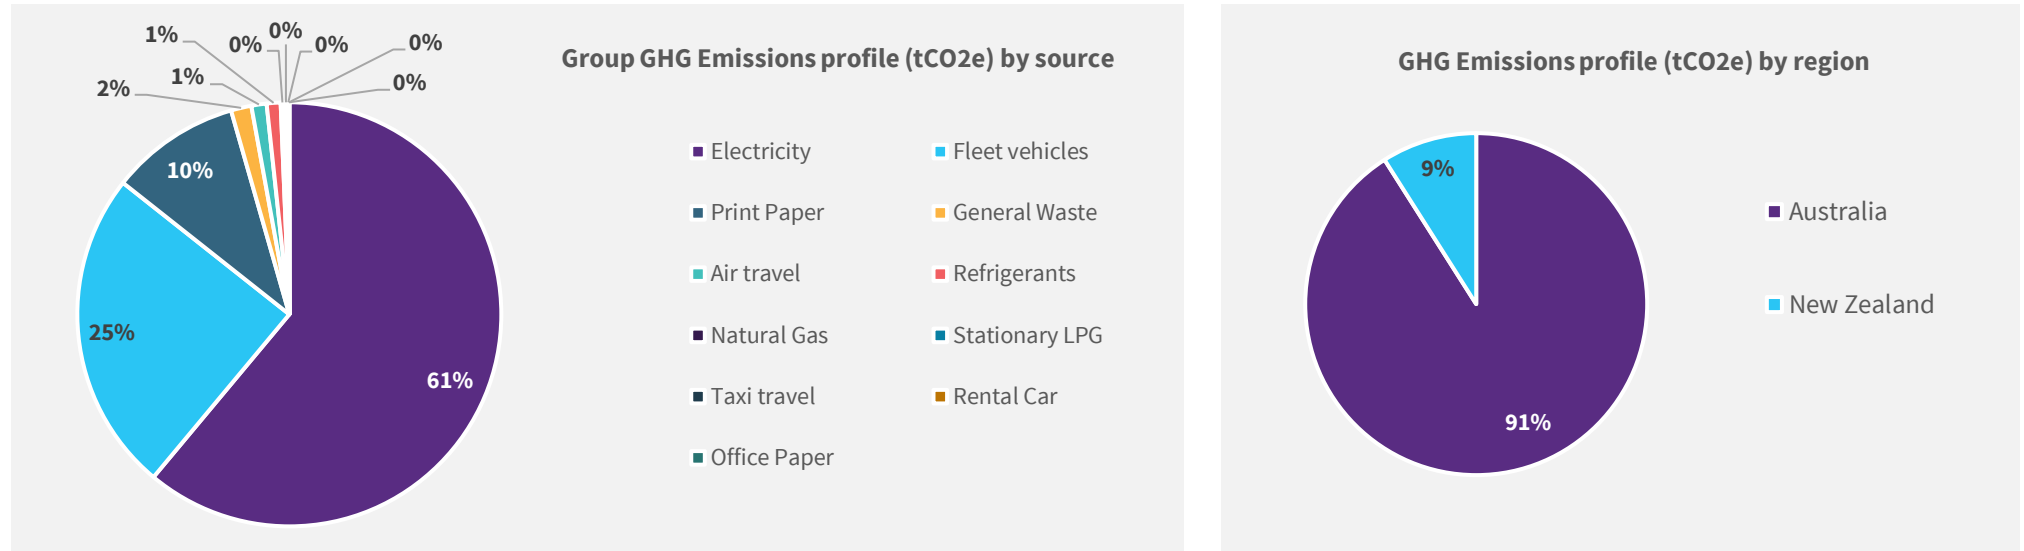 Group GHG Emissions profile (tCO2e) by source
0%
1%
0%
0%
0%
1%
0%
2%
10%
25%
61%
Electricity
Fleet vehicles
Print Paper
General Waste
Air travel
Refrigerants
Natural Gas
Stationary LPG
Taxi travel
Rental Car
Office Paper
GHG Emissions profile (tCO2e) by region
9%
91%
Australia
New Zealand